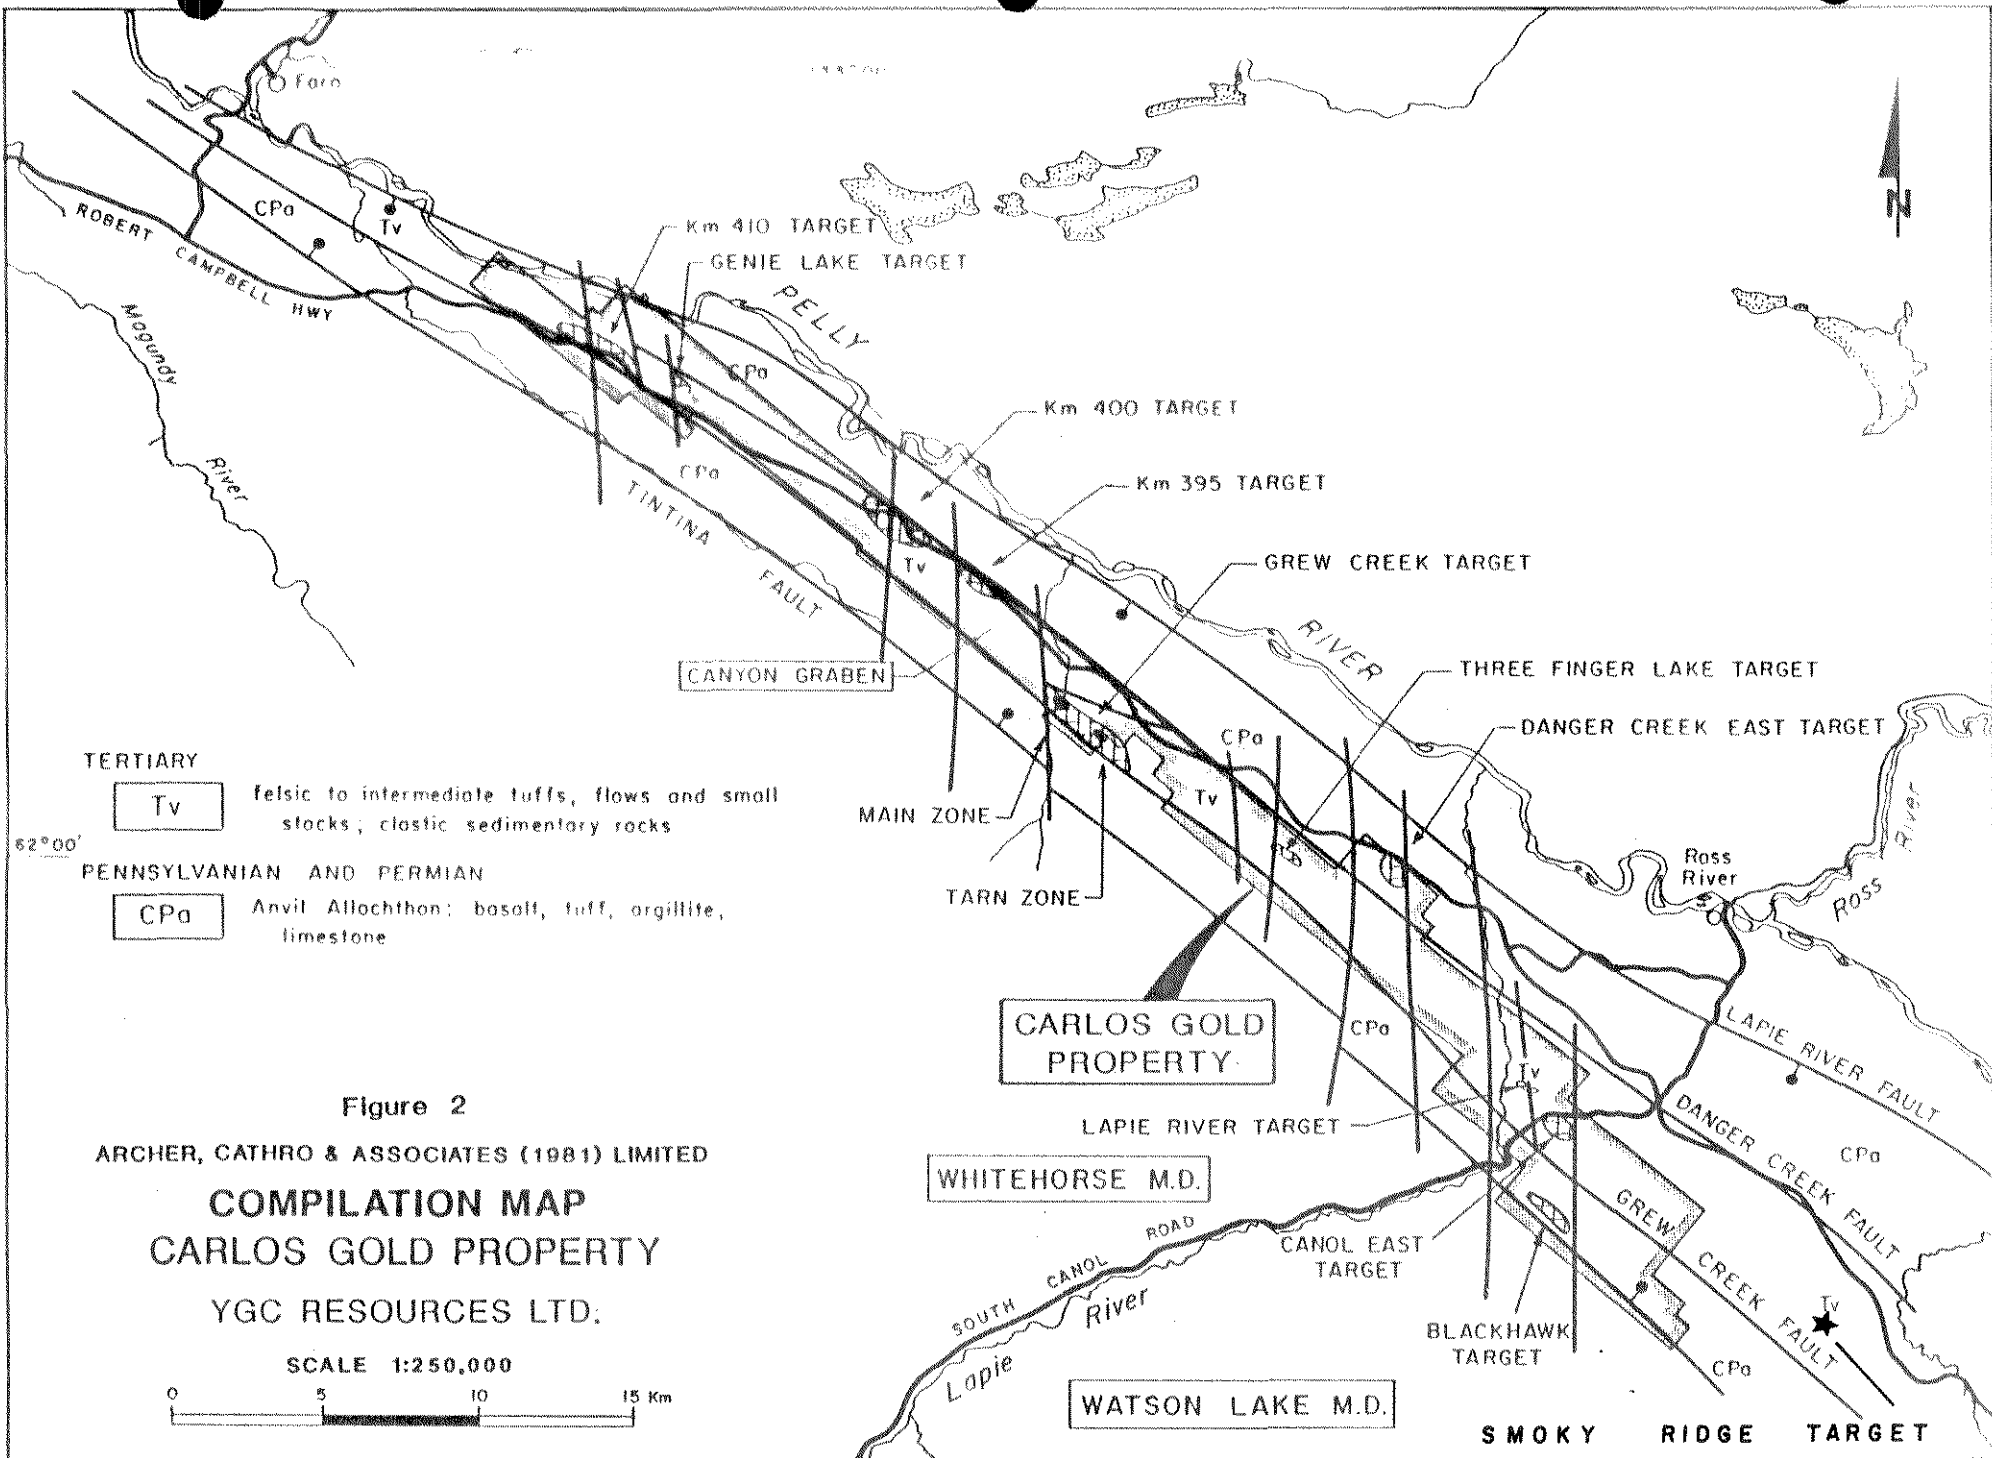 Faro
N
CPa
Tv
ROBERT CAMPBELL HWY
Km 410 TARGET
GENIE LAKE TARGET
Magundy
River
PELLY
CPa
Km 400 TARGET
CPa
Km 395 TARGET
TINTINA
FAULT
Tv
GREW CREEK TARGET
RIVER
CANYON GRABEN
THREE FINGER LAKE TARGET
DANGER CREEK EAST TARGET
CPa
Tv
MAIN ZONE
TARN ZONE
TERTIARY
Tv
felsic to intermediate tuffs, flows and small
stocks; clastic sedimentary rocks
62°00'
PENNSYLVANIAN AND PERMIAN
CPa
Anvil Allochthon: basalt, tuff, argillite,
limestone
Ross
River
Ross
River
CARLOS GOLD
PROPERTY
CPa
LAPIE RIVER FAULT
Tv
LAPIE RIVER TARGET
DANGER CREEK FAULT
CPa
WHITEHORSE M.D.
GREW CREEK FAULT
SOUTH CANOL ROAD
CANOL EAST
TARGET
Lapie River
BLACKHAWK
TARGET
Tv
CPa
WATSON LAKE M.D.
SMOKY RIDGE TARGET
Figure 2
ARCHER, CATHRO & ASSOCIATES (1981) LIMITED
COMPILATION MAP
CARLOS GOLD PROPERTY
YGC RESOURCES LTD.
SCALE 1:250,000
0 5 10 15 Km